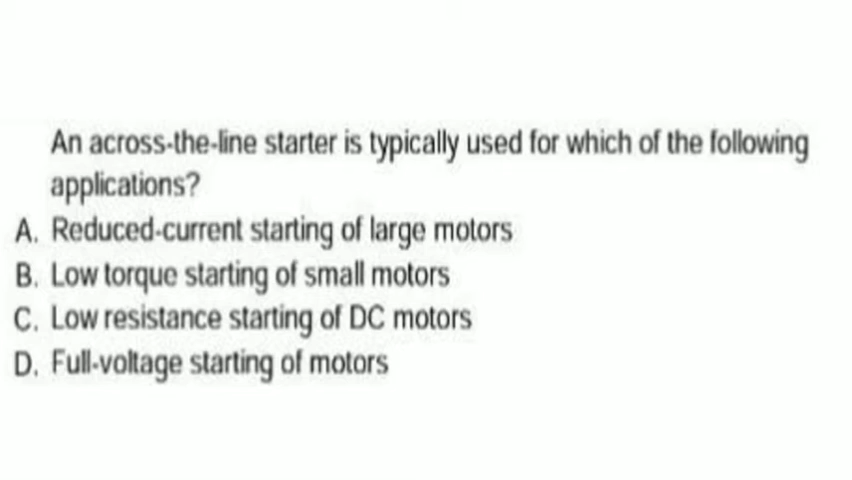 An across-the-line starter is typically used for which of the following
applications?
A. Reduced-current starting of large motors
B. Low torque starting of small motors
C. Low resistance starting of DC motors
D. Full-voltage starting of motors